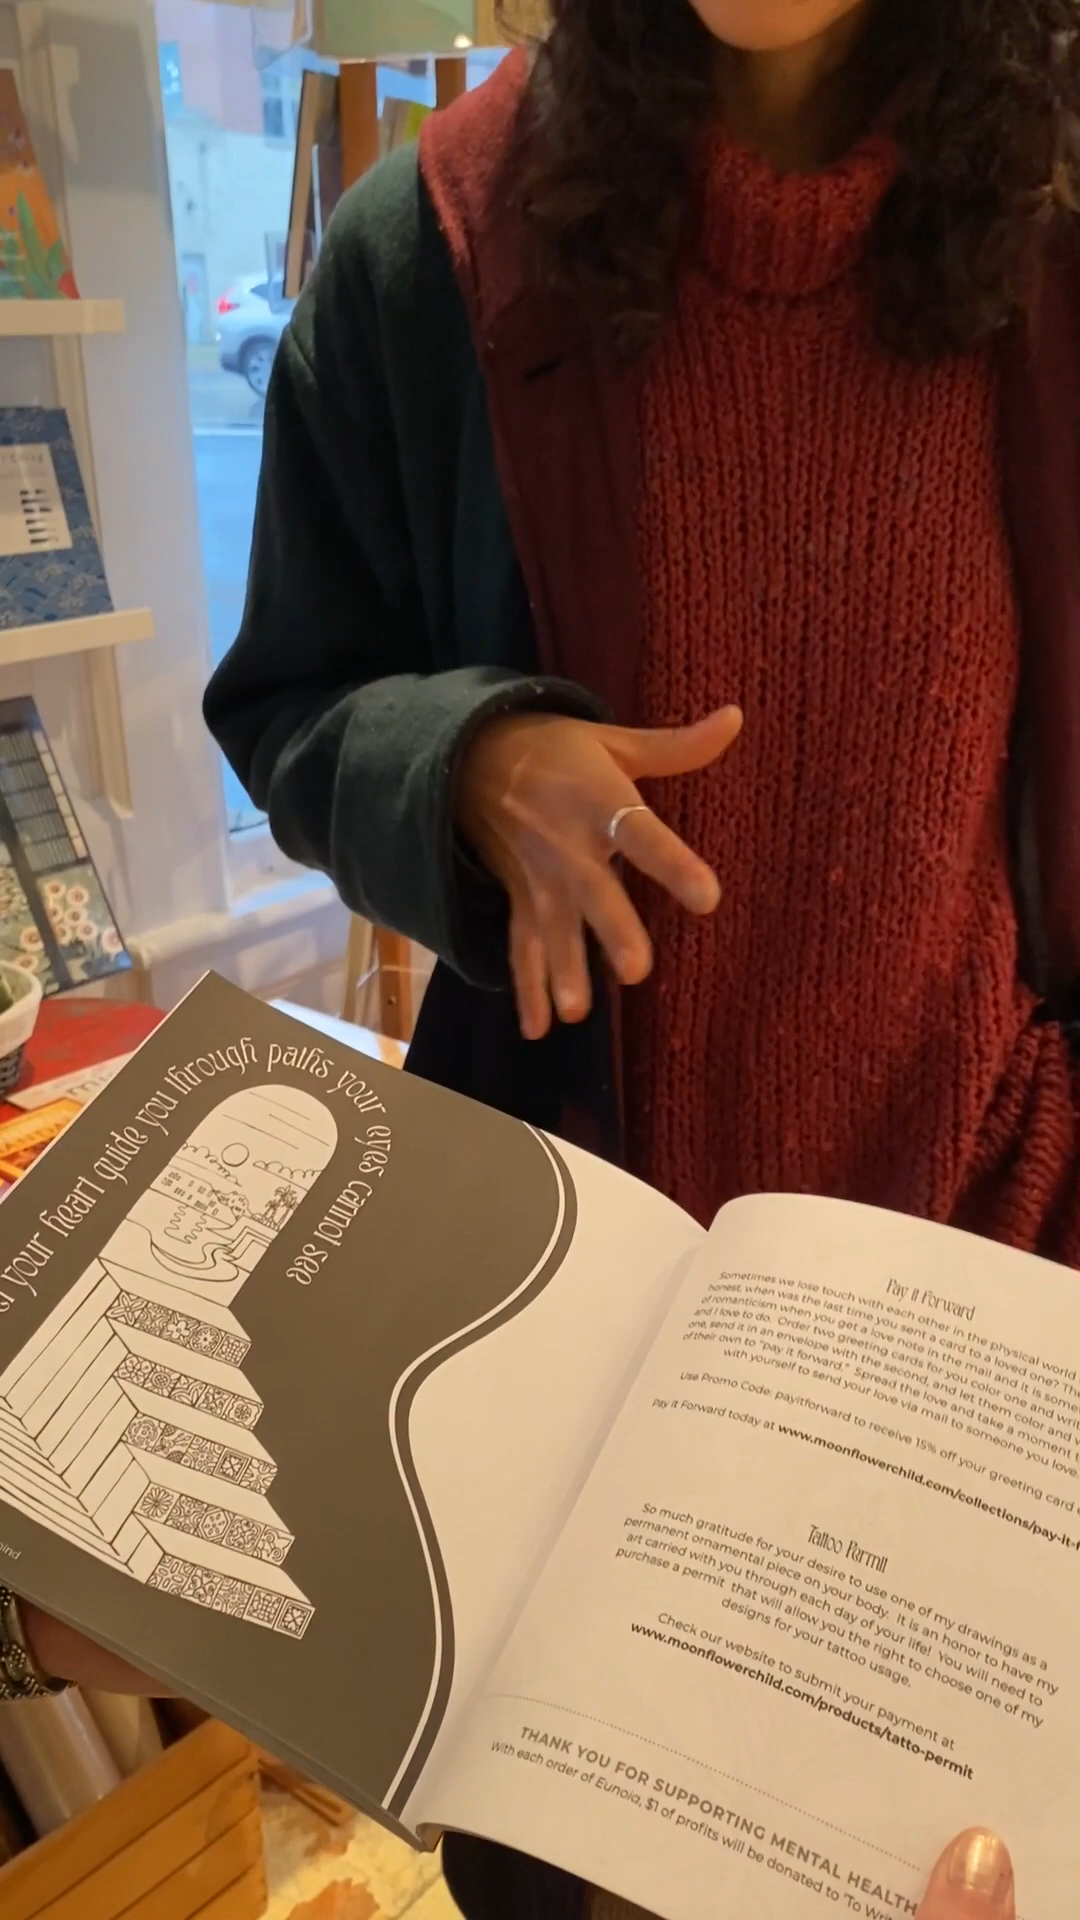 your heart guide you through paths your eyes cannot see
Pay it Forward
Sometimes we lose touch with each other in the physical world
honest, when was the last time you sent a card to a loved one?
of romanticism when you get a love note in the mail and it is
and I love to do. Order two greeting cards for you color one and
one, send it in an envelope with the second, and let them color and
of their own to "pay it forward." Spread the love and take a moment
with yourself to send your love via mail to someone you love.
Use Promo Code: payitforward to receive 15% off your greeting card
pay it Forward today at www.moonflowerchild.com/collections/pay-it-f
Tattoo Permit
So much gratitude for your desire to use one of my drawings as a
permanent ornamental piece on your body. It is an honor to have my
art carried with you through each day of your life! You will need to
purchase a permit that will allow you the right to choose one of my
designs for your tattoo usage.
Check our website to submit your payment at
www.moonflowerchild.com/products/tatto-permit
THANK YOU FOR SUPPORTING MENTAL HEALTH
With each order of Eunoia, $1 of profits will be donated to 'To Writ